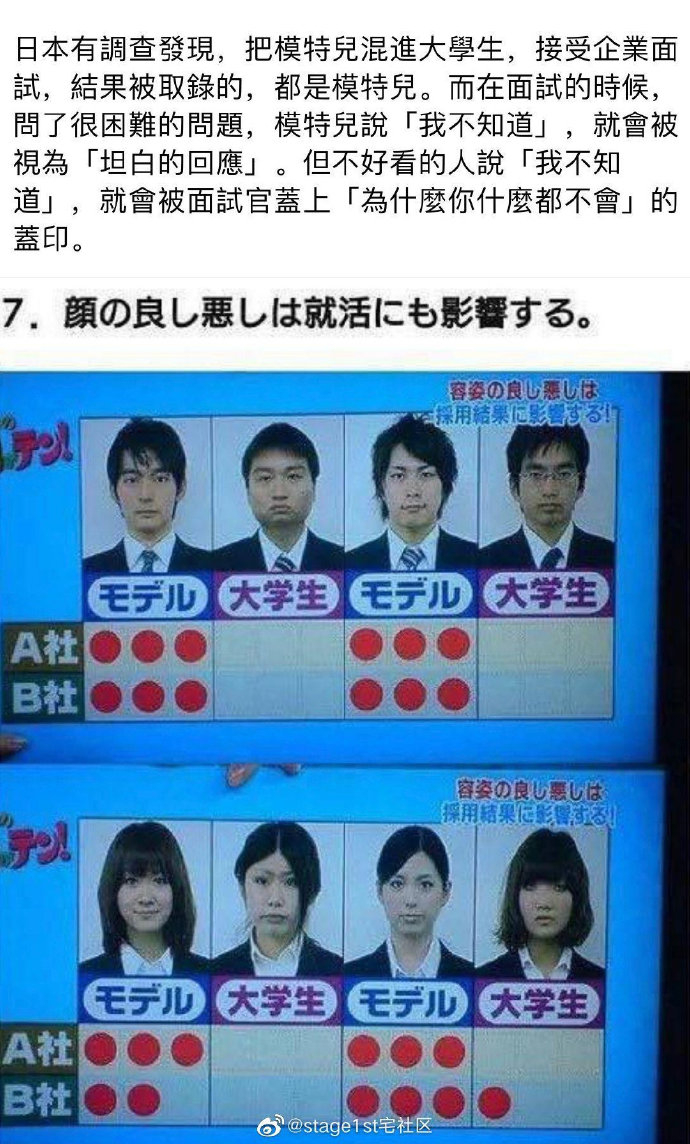 日本有調查發現，把模特兒混進大學生，接受企業面
試，結果被取錄的，都是模特兒。而在面試的時候，
問了很困難的問題，模特兒說「我不知道」，就會被
視為「坦白的回應」。但不好看的人說「我不知
道」，就會被面試官蓋上「為什麼你什麼都不會」的
蓋印。
7．顔の良し悪しは就活にも影響する。
容姿の良し悪しは
採用結果に影響する!
の
テン!
モデル 大学生 モデル 大学生
A社
B社
容姿の良し悪しは
採用結果に影響する!
の
テン!
モデル 大学生 モデル 大学生
A社
B社
@stage1st宅社区